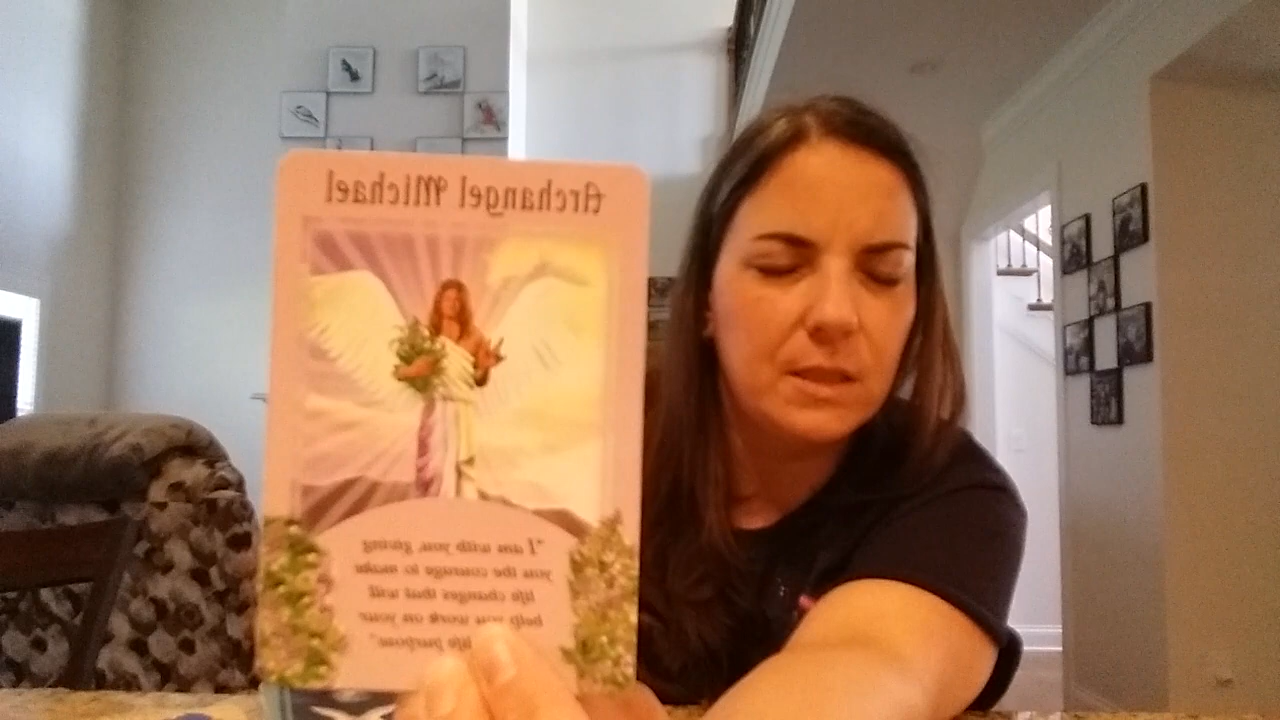 Archangel Michael
"I am with you, giving
you the courage to make
life changes that will
help you work on your
life purpose"